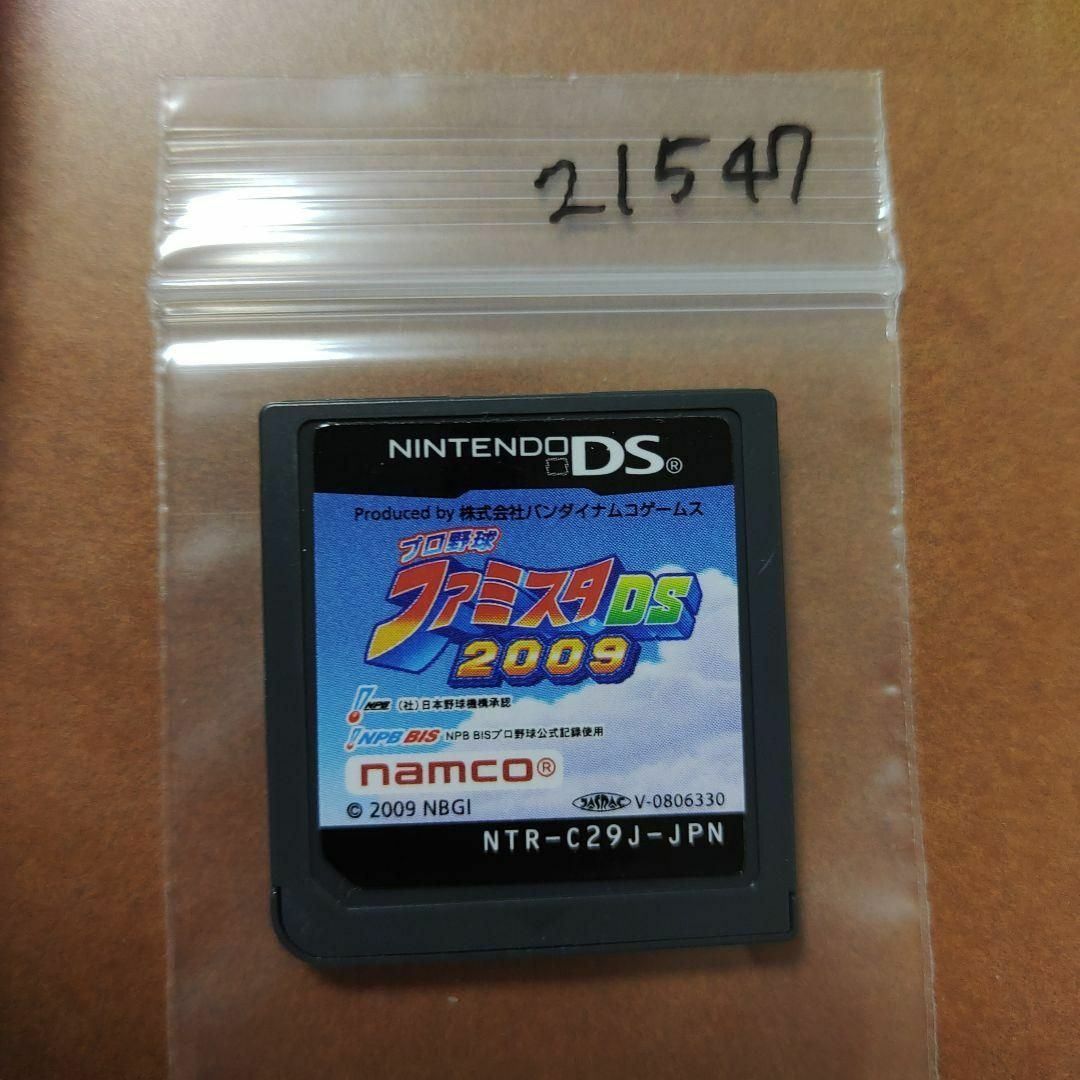 21547
NINTENDO DS®
Produced by 株式会社バンダイナムコゲームス
プロ野球
ファミスタ®DS
2009
NPB (社)日本野球機構承認
NPB BIS NPB BISプロ野球公式記録使用
namco®
© 2009 NBGI JASRAC V-0806330
NTR-C29J-JPN